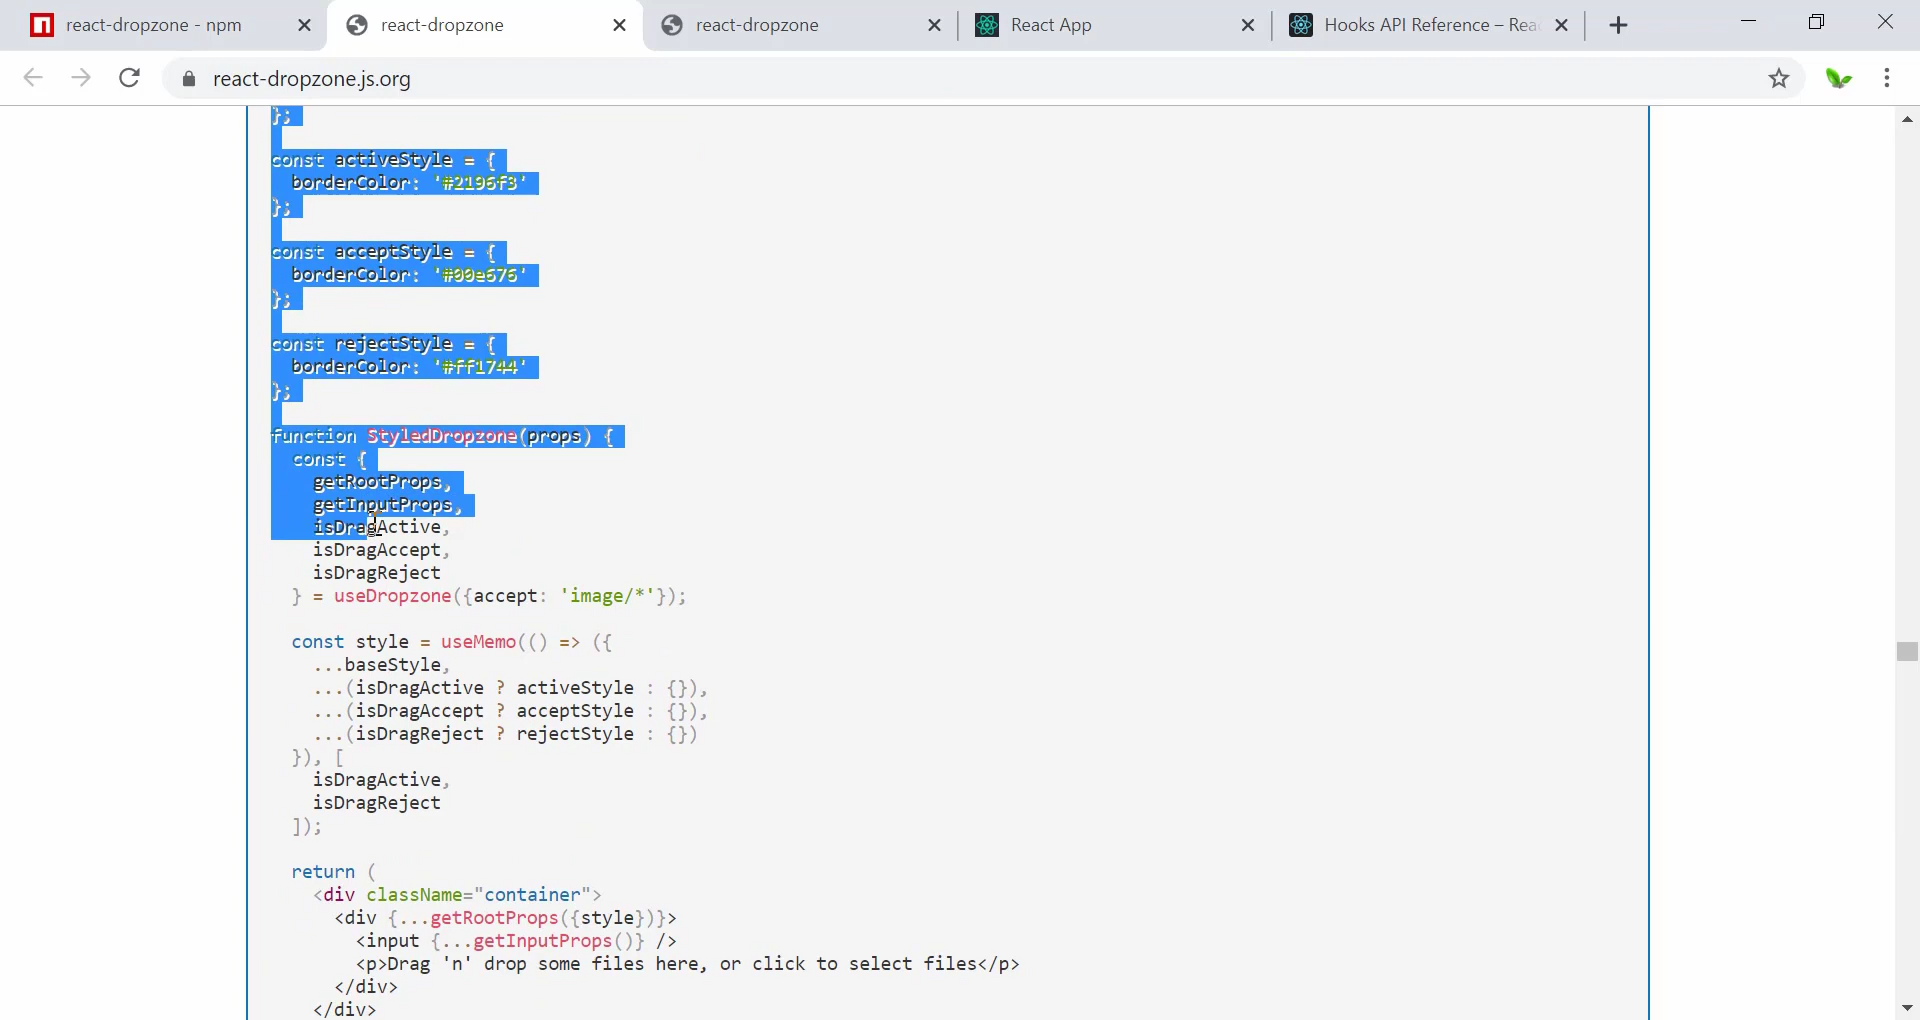 react-dropzone - npm
react-dropzone
react-dropzone
React App
Hooks API Reference – Rea
react-dropzone.js.org
};
const activeStyle = {
  borderColor: '#2196f3'
};
const acceptStyle = {
  borderColor: '#00e676'
};
const rejectStyle = {
  borderColor: '#ff1744'
};
function StyledDropzone(props) {
  const {
    getRootProps,
    getInputProps,
    isDragActive,
    isDragAccept,
    isDragReject
  } = useDropzone({accept: 'image/*'});
  const style = useMemo(() => ({
    ...baseStyle,
    ...(isDragActive ? activeStyle : {}),
    ...(isDragAccept ? acceptStyle : {}),
    ...(isDragReject ? rejectStyle : {})
  }), [
    isDragActive,
    isDragReject
  ]);
  return (
    <div className="container">
      <div {...getRootProps({style})}>
        <input {...getInputProps()} />
        <p>Drag 'n' drop some files here, or click to select files</p>
      </div>
    </div>